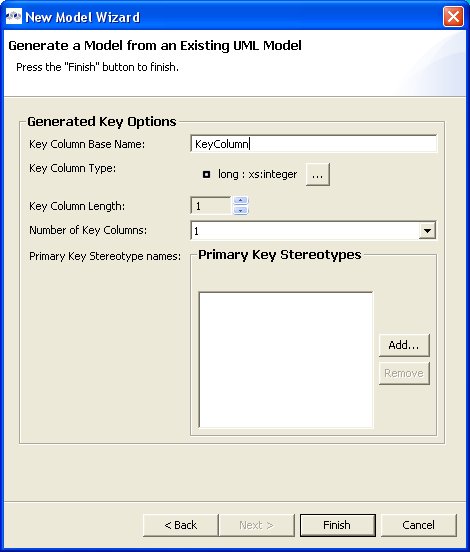 New Model Wizard
Generate a Model from an Existing UML Model
Press the "Finish" button to finish.
Generated Key Options
Key Column Base Name: KeyColumn
Key Column Type: long : xs:integer ...
Key Column Length: 1
Number of Key Columns: 1
Primary Key Stereotype names: Primary Key Stereotypes
Add...
Remove
< Back Next > Finish Cancel